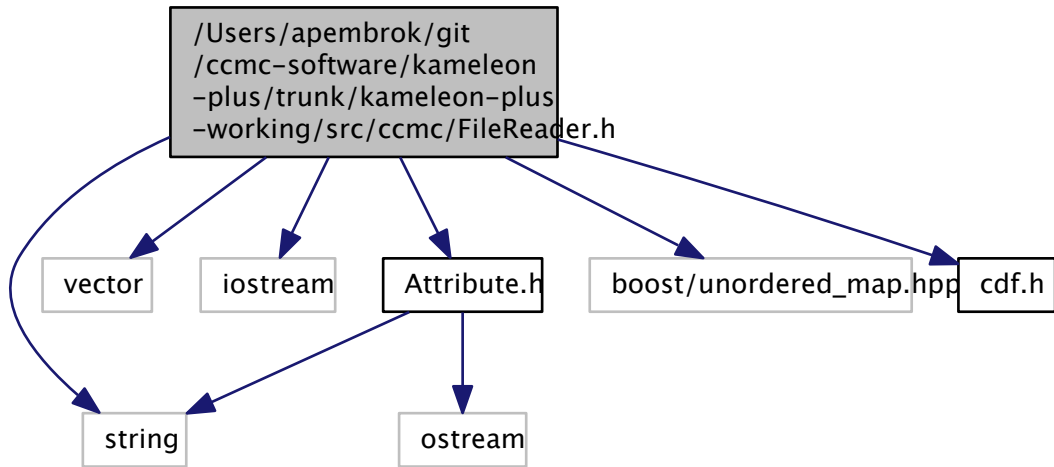 /Users/apembrok/git
/ccmc-software/kameleon
-plus/trunk/kameleon-plus
-working/src/ccmc/FileReader.h
vector
iostream
Attribute.h
boost/unordered_map.hpp
cdf.h
string
ostream